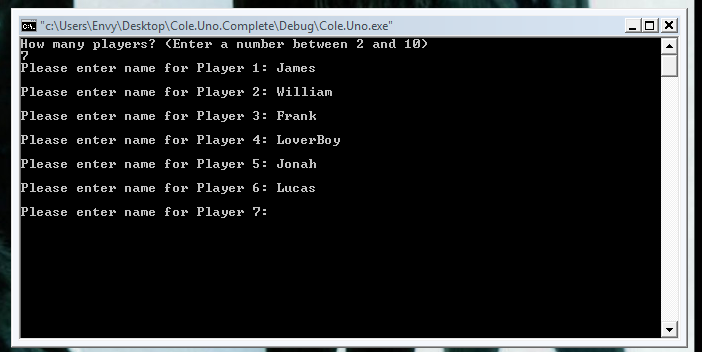 "c:\Users\Envy\Desktop\Cole.Uno.Complete\Debug\Cole.Uno.exe"
How many players? (Enter a number between 2 and 10)
7
Please enter name for Player 1: James
Please enter name for Player 2: William
Please enter name for Player 3: Frank
Please enter name for Player 4: LoverBoy
Please enter name for Player 5: Jonah
Please enter name for Player 6: Lucas
Please enter name for Player 7: